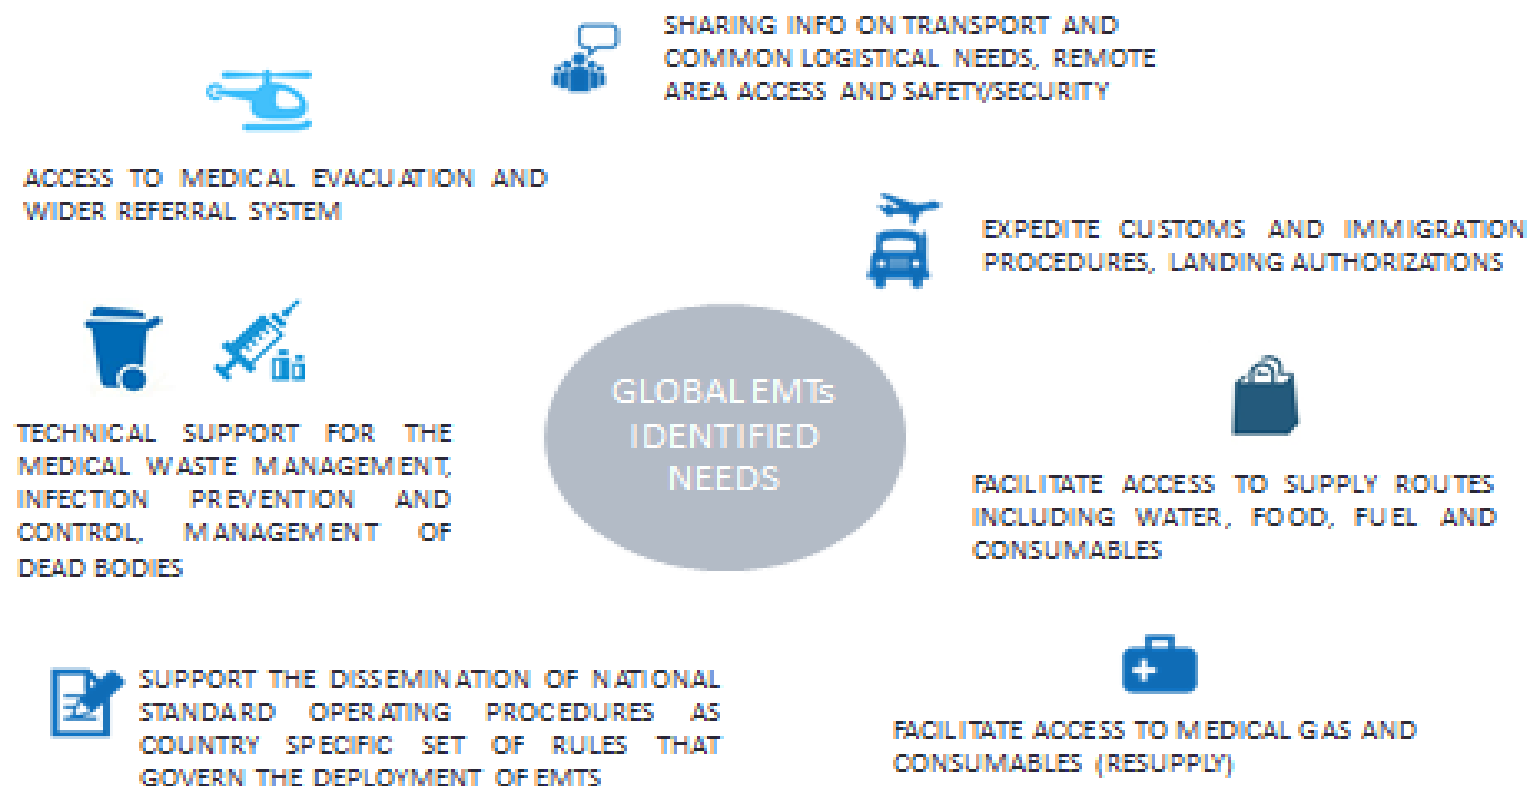 SHARING INFO ON TRANSPORT AND
COMMON LOGISTICAL NEEDS, REMOTE
AREA ACCESS AND SAFETY/SECURITY
ACCESS TO MEDICAL EVACUATION AND
WIDER REFERRAL SYSTEM
EXPEDITE CUSTOMS AND IMMIGRATION
PROCEDURES, LANDING AUTHORIZATIONS
GLOBAL EMTs
IDENTIFIED
NEEDS
TECHNICAL SUPPORT FOR THE
MEDICAL WASTE MANAGEMENT,
INFECTION PREVENTION AND
CONTROL, MANAGEMENT OF
DEAD BODIES
FACILITATE ACCESS TO SUPPLY ROUTES
INCLUDING WATER, FOOD, FUEL AND
CONSUMABLES
SUPPORT THE DISSEMINATION OF NATIONAL
STANDARD OPERATING PROCEDURES AS
COUNTRY SPECIFIC SET OF RULES THAT
GOVERN THE DEPLOYMENT OF EMTS
FACILITATE ACCESS TO MEDICAL GAS AND
CONSUMABLES (RESUPPLY)